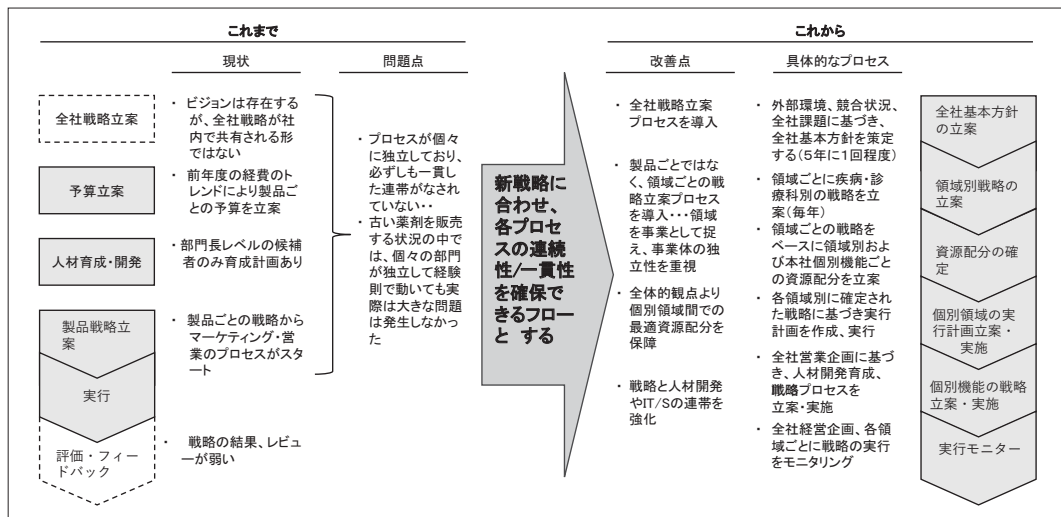 これまで
現状
問題点
全社戦略立案
・ ビジョンは存在する
が、全社戦略が社
内で共有される形
ではない
予算立案
・ 前年度の経費のト
レンドにより製品ご
との予算を立案
人材育成・開発
・部門長レベルの候補
者のみ育成計画あり
製品戦略立
案
・ 製品ごとの戦略から
マーケティング・営
業のプロセスがスタ
ート
実行
評価・フィー
ドバック
・ 戦略の結果、レビュ
ーが弱い
・プロセスが個々
に独立しており、
必ずしも一貫し
た連帯がなされ
ていない・・
・古い薬剤を販売
する状況の中で
は、個々の部門
が独立して経験
則で動いても実
際は大きな問題
は発生しなかっ
た
新戦略に
合わせ、
各プロセ
スの連続
性/一貫性
を確保で
きるフロー
と する
これから
改善点
具体的なプロセス
・ 全社戦略立案
プロセスを導入
・ 製品ごとではな
く、領域ごとの戦
略立案プロセス
を導入・・・領域
を事業として捉
え、事業体の独
立性を重視
・ 全体的観点より
個別領域間での
最適資源配分を
保障
・ 戦略と人材開発
やIT/Sの連帯を
強化
・ 外部環境、競合状況、
全社課題に基づき、
全社基本方針を策定
する(5年に1回程度)
・ 領域ごとに疾病・診
療科別の戦略を立
案(毎年)
・ 領域ごとの戦略を
ベースに領域別およ
び本社個別機能ごと
の資源配分を立案
・ 各領域別に確定され
た戦略に基づき実行
計画を作成、実行
・ 全社営業企画に基づ
き、人材開発育成、
戦略プロセスを
立案・実施
・ 全社経営企画、各領
域ごとに戦略の実行
をモニタリング
全社基本方針
の立案
領域別戦略の
立案
資源配分の確
定
個別領域の実
行計画立案・
実施
個別機能の戦略
立案・実施
実行モニター